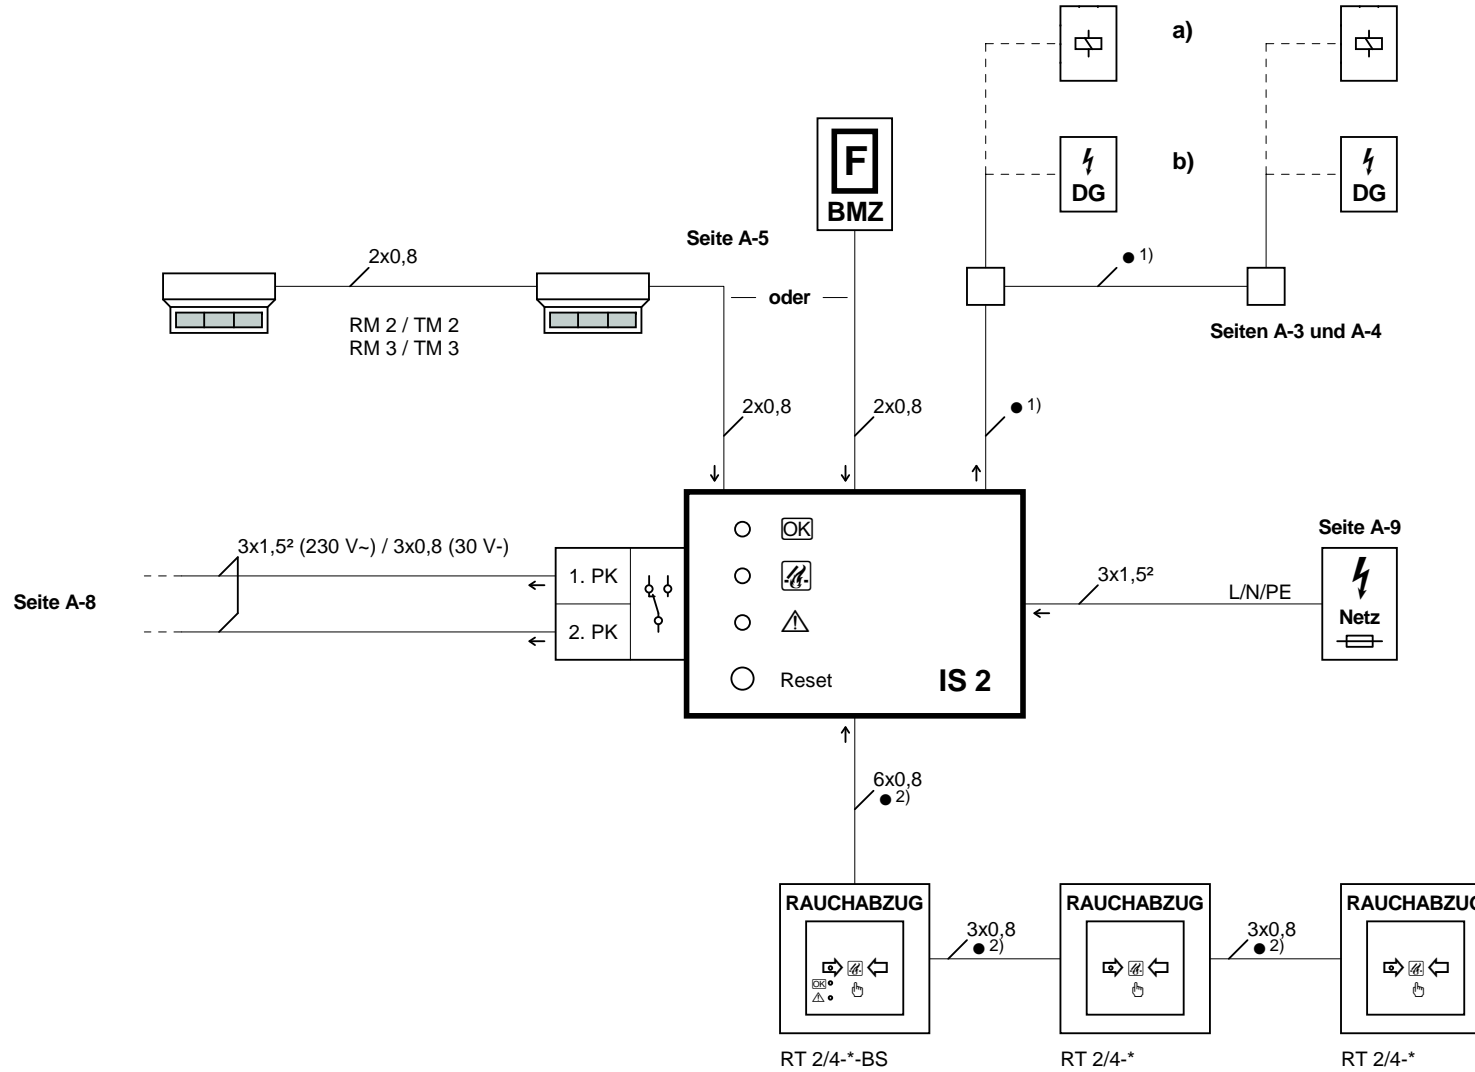 a)
F
BMZ
b)
DG
DG
Seite A-5
2x0,8
oder
● 1)
RM 2 / TM 2
RM 3 / TM 3
Seiten A-3 und A-4
2x0,8
2x0,8
● 1)
OK
Seite A-9
3x1,5² (230 V~) / 3x0,8 (30 V-)
1. PK
3x1,5²
L/N/PE
Netz
Seite A-8
2. PK
Reset
IS 2
6x0,8
● 2)
RAUCHABZUG
RAUCHABZUG
RAUCHABZUG
3x0,8
● 2)
3x0,8
● 2)
OK
RT 2/4-*-BS
RT 2/4-*
RT 2/4-*